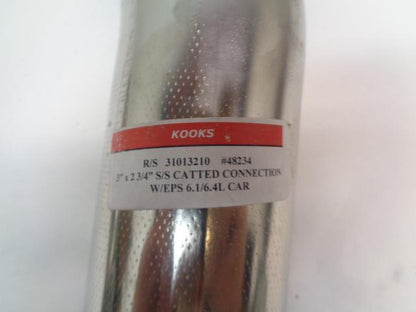 KOOKS
R/S 31013210 #48234
3" x 2 3/4" S/S CATTED CONNECTION
W/EPS 6.1/6.4L CAR